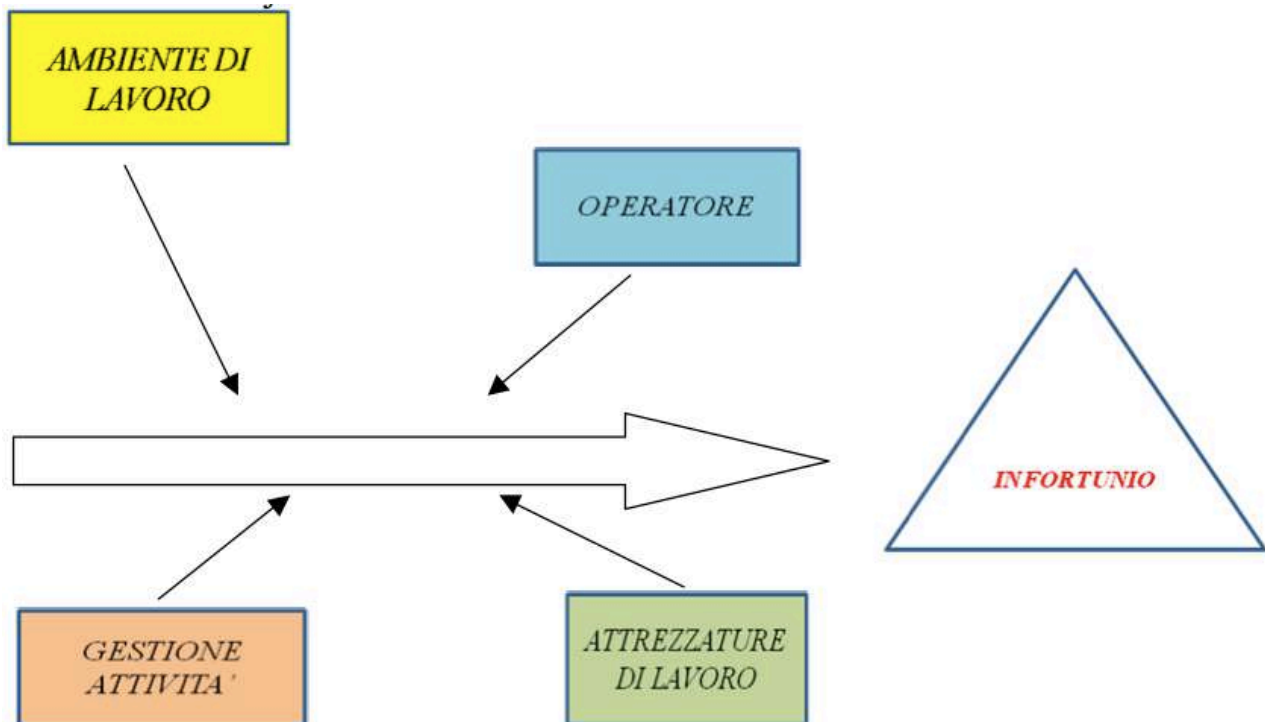 AMBIENTE DI
LAVORO
OPERATORE
INFORTUNIO
GESTIONE
ATTIVITA'
ATTREZZATURE
DI LAVORO